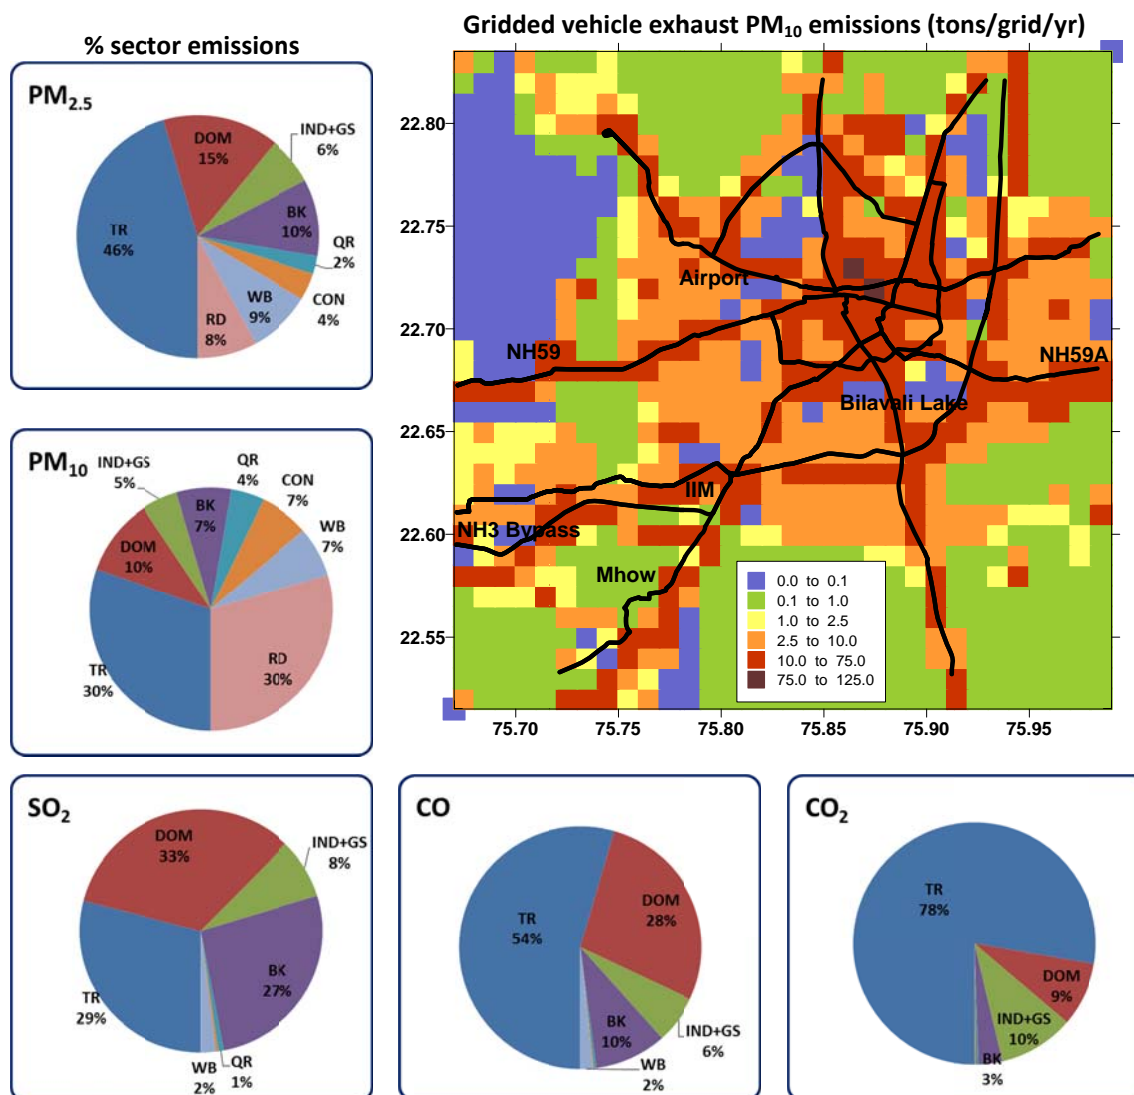 % sector emissions
PM2.5
TR
46%
DOM
15%
IND+GS
6%
BK
10%
QR
2%
CON
4%
WB
9%
RD
8%
PM10
IND+GS
5%
BK
7%
QR
4%
CON
7%
WB
7%
DOM
10%
TR
30%
RD
30%
Gridded vehicle exhaust PM10 emissions (tons/grid/yr)
22.80
22.75
22.70
22.65
22.60
22.55
75.70
75.75
75.80
75.85
75.90
75.95
Airport
NH59
NH59A
Bilavali Lake
IIM
NH3 Bypass
Mhow
0.0 to 0.1
0.1 to 1.0
1.0 to 2.5
2.5 to 10.0
10.0 to 75.0
75.0 to 125.0
SO2
DOM
33%
IND+GS
8%
BK
27%
TR
29%
WB
2%
QR
1%
CO
TR
54%
DOM
28%
IND+GS
6%
BK
10%
WB
2%
CO2
TR
78%
DOM
9%
IND+GS
10%
BK
3%